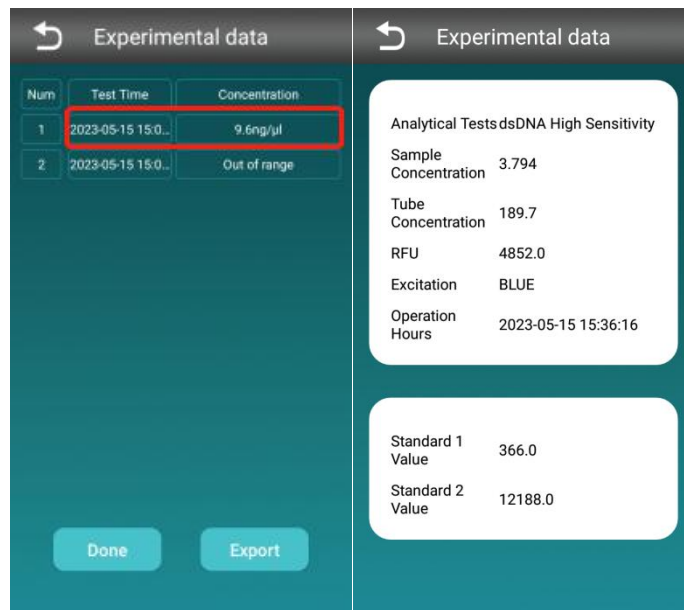 Experimental data
Num Test Time Concentration
1 2023-05-15 15:0... 9.6ng/µl
2 2023-05-15 15:0... Out of range
Done Export
Experimental data
Analytical Tests dsDNA High Sensitivity
Sample
Concentration 3.794
Tube
Concentration 189.7
RFU 4852.0
Excitation BLUE
Operation
Hours 2023-05-15 15:36:16
Standard 1
Value 366.0
Standard 2
Value 12188.0